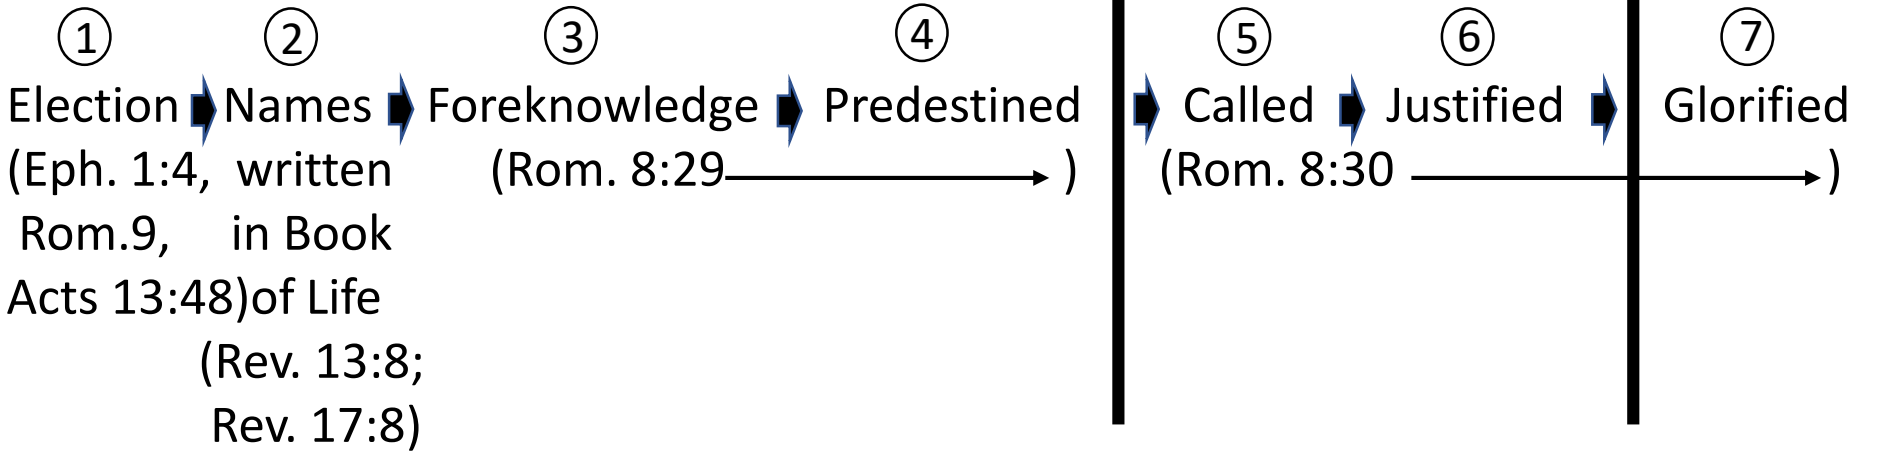 ① ② ③ ④ ⑤ ⑥ ⑦
Election Names Foreknowledge Predestined Called Justified Glorified
(Eph. 1:4, written (Rom. 8:29 ) (Rom. 8:30 )
Rom.9, in Book
Acts 13:48)of Life
(Rev. 13:8;
Rev. 17:8)